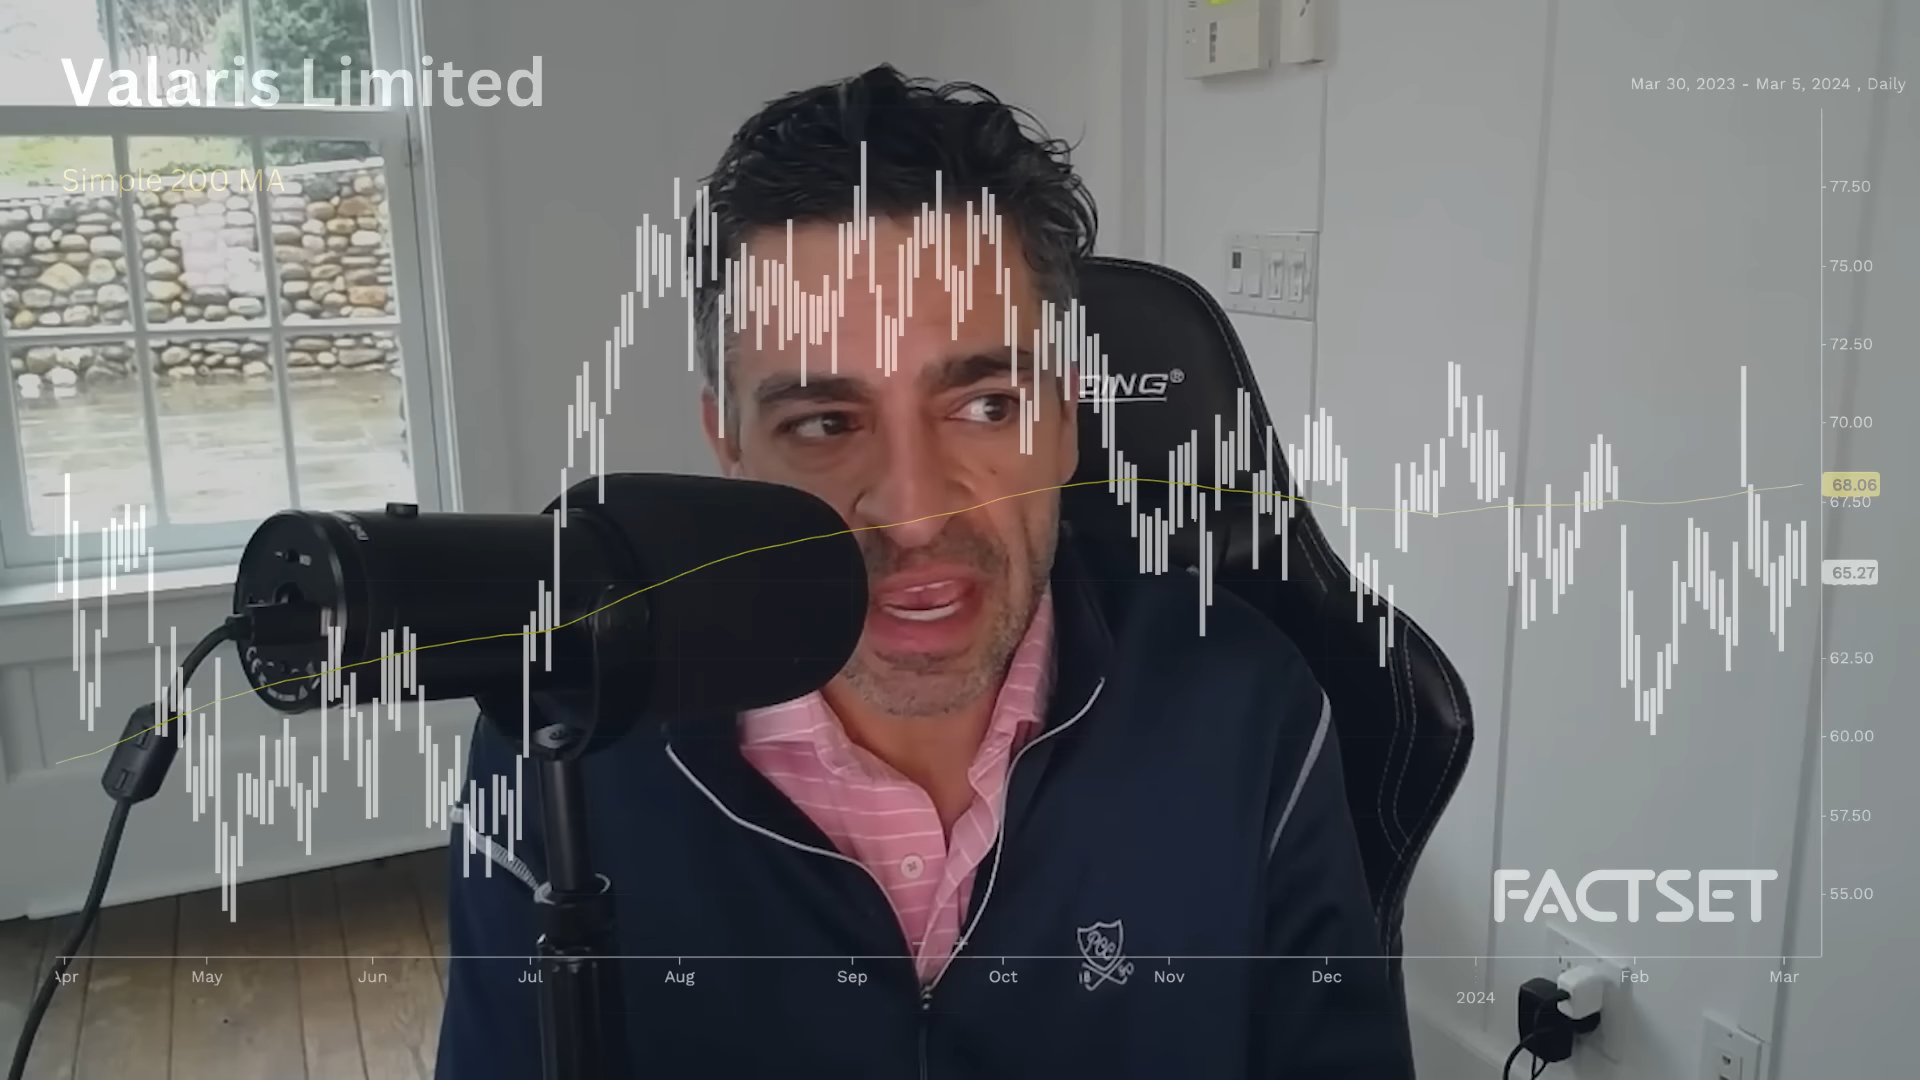 Valaris Limited
Mar 30, 2023 - Mar 5, 2024 , Daily
Simple 200 MA
77.50
75.00
72.50
70.00
68.06
67.50
65.27
62.50
60.00
57.50
55.00
FACTSET
May
Jun
Jul
Aug
Sep
Oct
Nov
Dec
2024
Feb
Mar